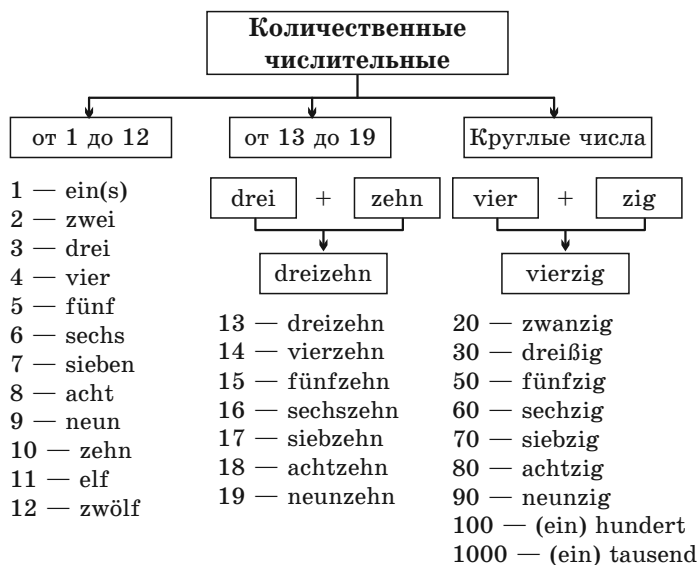 Количественные
числительные
от 1 до 12
от 13 до 19
Круглые числа
1 — ein(s)
2 — zwei
3 — drei
4 — vier
5 — fünf
6 — sechs
7 — sieben
8 — acht
9 — neun
10 — zehn
11 — elf
12 — zwölf
drei + zehn
dreizehn
13 — dreizehn
14 — vierzehn
15 — fünfzehn
16 — sechszehn
17 — siebzehn
18 — achtzehn
19 — neunzehn
vier + zig
vierzig
20 — zwanzig
30 — dreißig
50 — fünfzig
60 — sechzig
70 — siebzig
80 — achtzig
90 — neunzig
100 — (ein) hundert
1000 — (ein) tausend